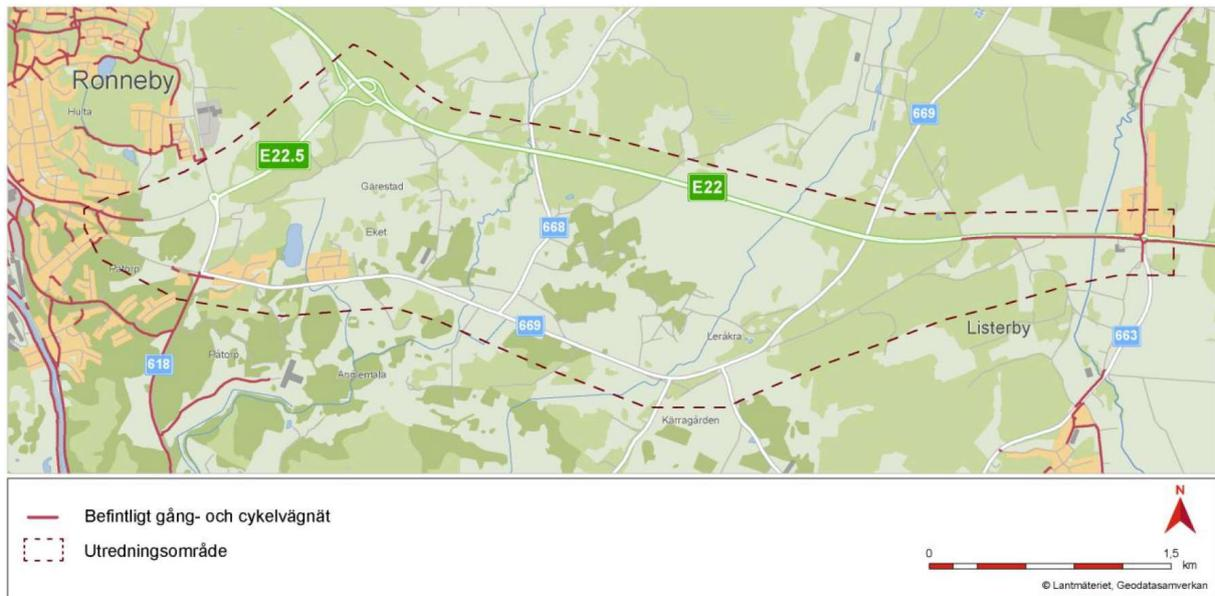 Ronneby
Hulta
E22.5
669
Gärestad
E22
668
Eket
Påtorp
669
Listerby
663
Leråkra
618
Påtorp
Anglemåla
Kärragården
Befintligt gång- och cykelvägnät
Utredningsområde
N
0
1,5
km
© Lantmäteriet, Geodatasamverkan